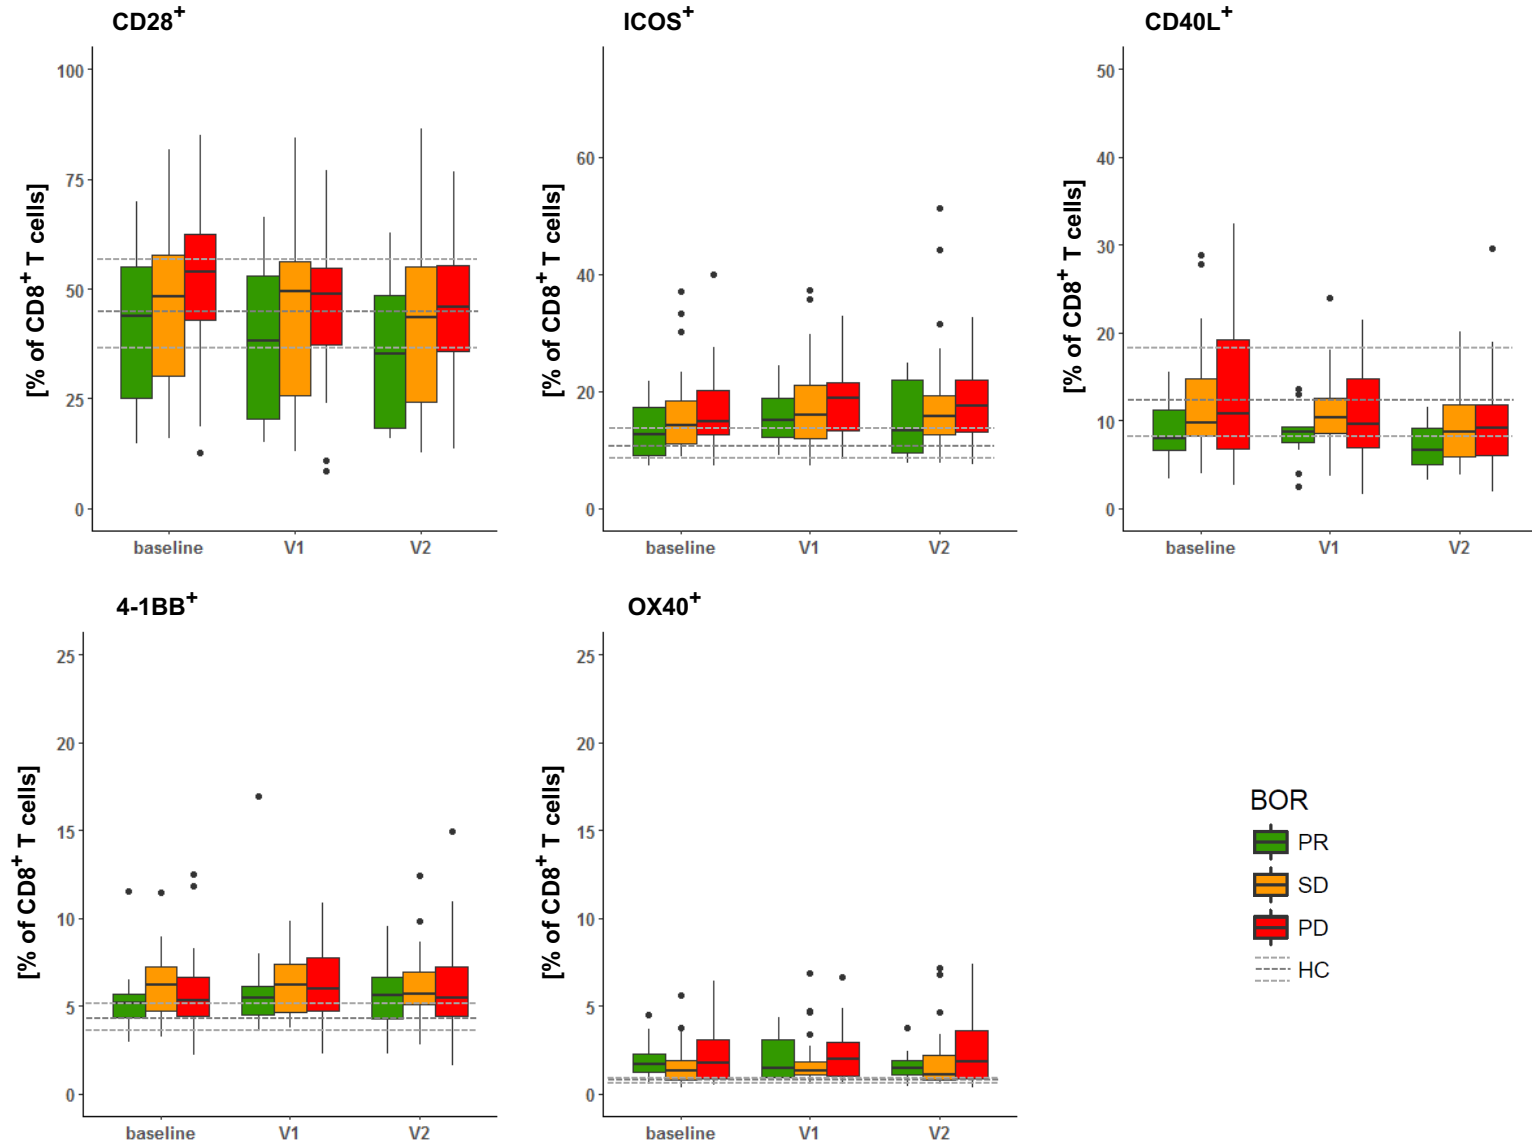 CD28⁺
ICOS⁺
CD40L⁺
[% of CD8⁺ T cells]
100
75
50
25
0
baseline V1 V2
[% of CD8⁺ T cells]
60
40
20
0
baseline V1 V2
[% of CD8⁺ T cells]
50
40
30
20
10
0
baseline V1 V2
4-1BB⁺
OX40⁺
[% of CD8⁺ T cells]
25
20
15
10
5
0
baseline V1 V2
[% of CD8⁺ T cells]
25
20
15
10
5
0
baseline V1 V2
BOR
PR
SD
PD
HC